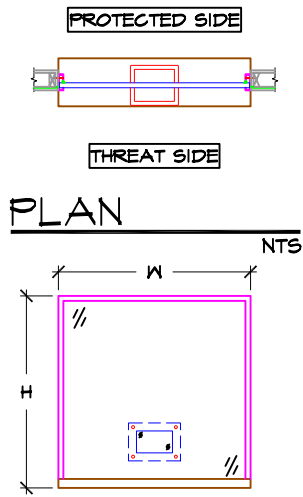 PROTECTED SIDE
THREAT SIDE
PLAN
NTS
W
H